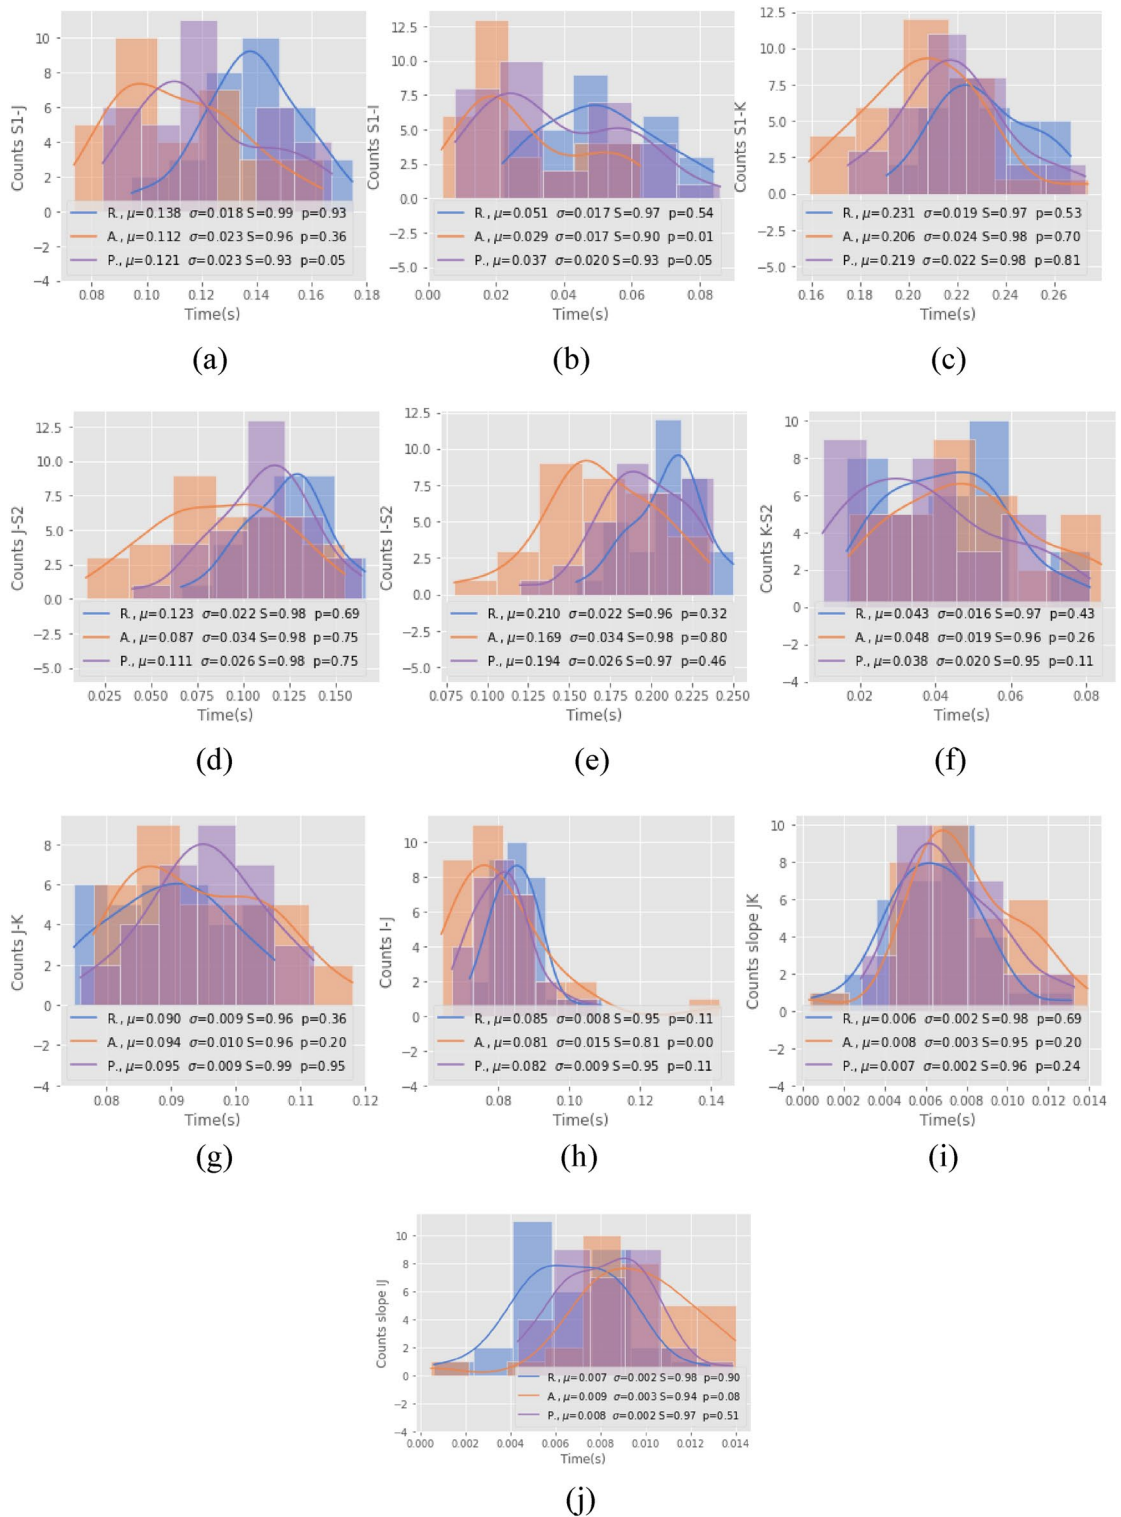 Counts S1-J
10
8
6
4
2
0
−2
−4
R., μ=0.138 σ=0.018 S=0.99 p=0.93
A., μ=0.112 σ=0.023 S=0.96 p=0.36
P., μ=0.121 σ=0.023 S=0.93 p=0.05
0.08 0.10 0.12 0.14 0.16 0.18
Time(s)
(a)
Counts S1-I
12.5
10.0
7.5
5.0
2.5
0.0
−2.5
−5.0
R., μ=0.051 σ=0.017 S=0.97 p=0.54
A., μ=0.029 σ=0.017 S=0.90 p=0.01
P., μ=0.037 σ=0.020 S=0.93 p=0.05
0.00 0.02 0.04 0.06 0.08
Time(s)
(b)
Counts S1-K
12.5
10.0
7.5
5.0
2.5
0.0
−2.5
−5.0
R., μ=0.231 σ=0.019 S=0.97 p=0.53
A., μ=0.206 σ=0.024 S=0.98 p=0.70
P., μ=0.219 σ=0.022 S=0.98 p=0.81
0.16 0.18 0.20 0.22 0.24 0.26
Time(s)
(c)
Counts J-S2
12.5
10.0
7.5
5.0
2.5
0.0
−2.5
−5.0
R., μ=0.123 σ=0.022 S=0.98 p=0.69
A., μ=0.087 σ=0.034 S=0.98 p=0.75
P., μ=0.111 σ=0.026 S=0.98 p=0.75
0.025 0.050 0.075 0.100 0.125 0.150
Time(s)
(d)
Counts I-S2
12.5
10.0
7.5
5.0
2.5
0.0
−2.5
−5.0
R., μ=0.210 σ=0.022 S=0.96 p=0.32
A., μ=0.169 σ=0.034 S=0.98 p=0.80
P., μ=0.194 σ=0.026 S=0.97 p=0.46
0.075 0.100 0.125 0.150 0.175 0.200 0.225 0.250
Time(s)
(e)
Counts K-S2
10
8
6
4
2
0
−2
−4
R., μ=0.043 σ=0.016 S=0.97 p=0.43
A., μ=0.048 σ=0.019 S=0.96 p=0.26
P., μ=0.038 σ=0.020 S=0.95 p=0.11
0.02 0.04 0.06 0.08
Time(s)
(f)
Counts J-K
8
6
4
2
0
−2
−4
R., μ=0.090 σ=0.009 S=0.96 p=0.36
A., μ=0.094 σ=0.010 S=0.96 p=0.20
P., μ=0.095 σ=0.009 S=0.99 p=0.95
0.08 0.09 0.10 0.11 0.12
Time(s)
(g)
Counts I-J
10
8
6
4
2
0
−2
−4
R., μ=0.085 σ=0.008 S=0.95 p=0.11
A., μ=0.081 σ=0.015 S=0.81 p=0.00
P., μ=0.082 σ=0.009 S=0.95 p=0.11
0.08 0.10 0.12 0.14
Time(s)
(h)
Counts slope JK
10
8
6
4
2
0
−2
−4
R., μ=0.006 σ=0.002 S=0.98 p=0.69
A., μ=0.008 σ=0.003 S=0.95 p=0.20
P., μ=0.007 σ=0.002 S=0.96 p=0.24
0.000 0.002 0.004 0.006 0.008 0.010 0.012 0.014
Time(s)
(i)
Counts slope IJ
10
8
6
4
2
0
−2
−4
R., μ=0.007 σ=0.002 S=0.98 p=0.90
A., μ=0.009 σ=0.003 S=0.94 p=0.08
P., μ=0.008 σ=0.002 S=0.97 p=0.51
0.000 0.002 0.004 0.006 0.008 0.010 0.012 0.014
Time(s)
(j)